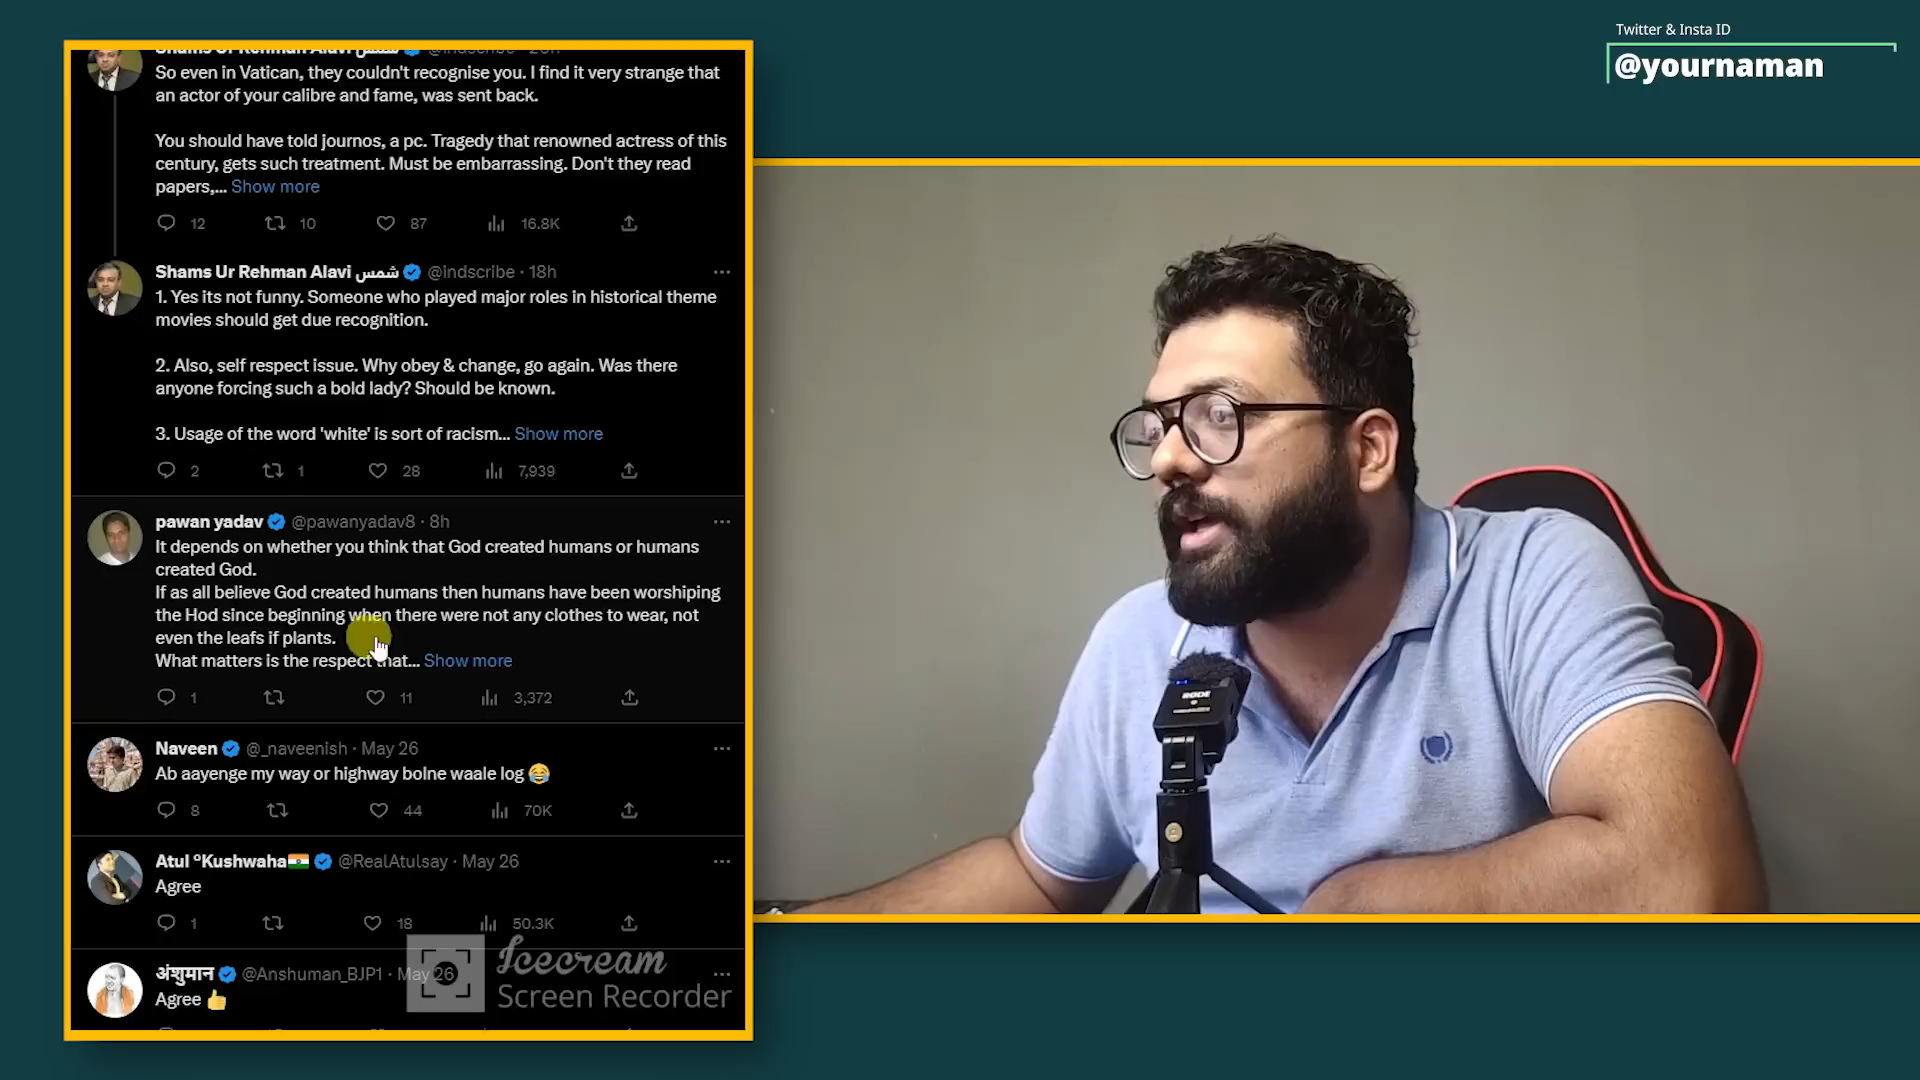 Twitter & Insta ID
@yournaman
Shams Ur Rehman Alavi شمس @indscribe · 20h
So even in Vatican, they couldn't recognise you. I find it very strange that
an actor of your calibre and fame, was sent back.
You should have told journos, a pc. Tragedy that renowned actress of this
century, gets such treatment. Must be embarrassing. Don't they read
papers,... Show more
12 10 87 16.8K
Shams Ur Rehman Alavi شمس @indscribe · 18h
1. Yes its not funny. Someone who played major roles in historical theme
movies should get due recognition.
2. Also, self respect issue. Why obey & change, go again. Was there
anyone forcing such a bold lady? Should be known.
3. Usage of the word 'white' is sort of racism... Show more
2 1 28 7,939
pawan yadav @pawanyadav8 · 8h
It depends on whether you think that God created humans or humans
created God.
If as all believe God created humans then humans have been worshiping
the Hod since beginning when there were not any clothes to wear, not
even the leafs if plants.
What matters is the respect that... Show more
1 11 3,372
Naveen @_naveenish · May 26
Ab aayenge my way or highway bolne waale log 😂
8 44 70K
Atul °Kushwaha🇮🇳 @RealAtulsay · May 26
Agree
1 18 50.3K
अंशुमान @Anshuman_BJP1 · May 26
Agree 👍
Icecream
Screen Recorder
RØDE